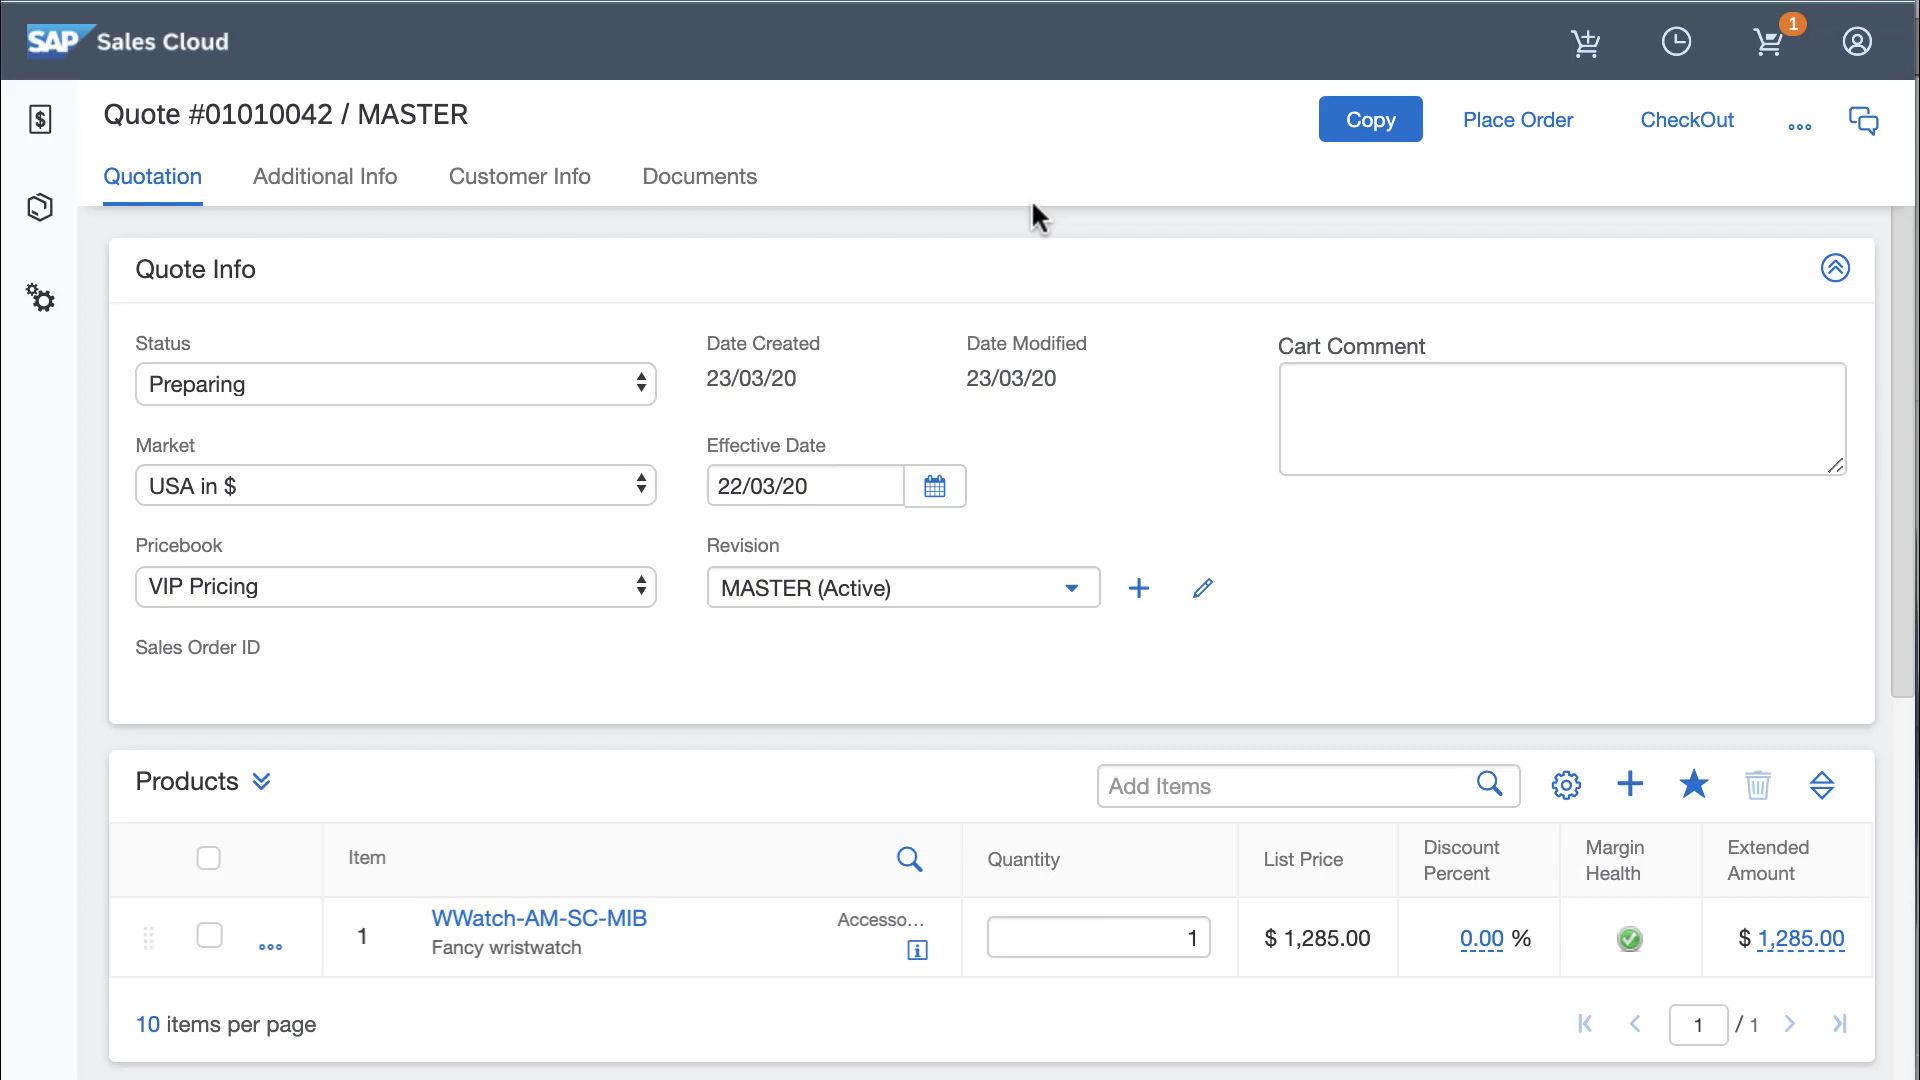 SAP Sales Cloud
1
Quote #01010042 / MASTER
Copy
Place Order
CheckOut
Quotation
Additional Info
Customer Info
Documents
Quote Info
Status
Date Created
Date Modified
Cart Comment
Preparing
23/03/20
23/03/20
Market
Effective Date
USA in $
22/03/20
Pricebook
Revision
VIP Pricing
MASTER (Active)
Sales Order ID
Products
Add Items
Item
Quantity
List Price
Discount Percent
Margin Health
Extended Amount
1
WWatch-AM-SC-MIB
Accesso...
Fancy wristwatch
1
$ 1,285.00
0.00 %
$ 1,285.00
10 items per page
1 / 1